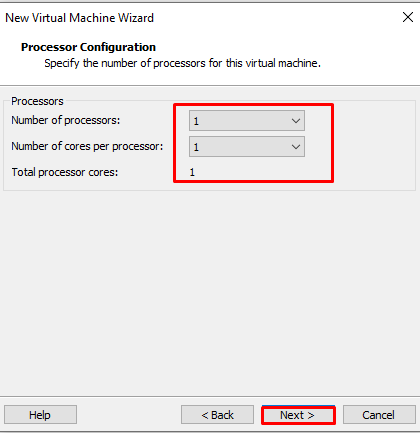 New Virtual Machine Wizard
Processor Configuration
Specify the number of processors for this virtual machine.
Processors
Number of processors: 1
Number of cores per processor: 1
Total processor cores: 1
Help < Back Next > Cancel